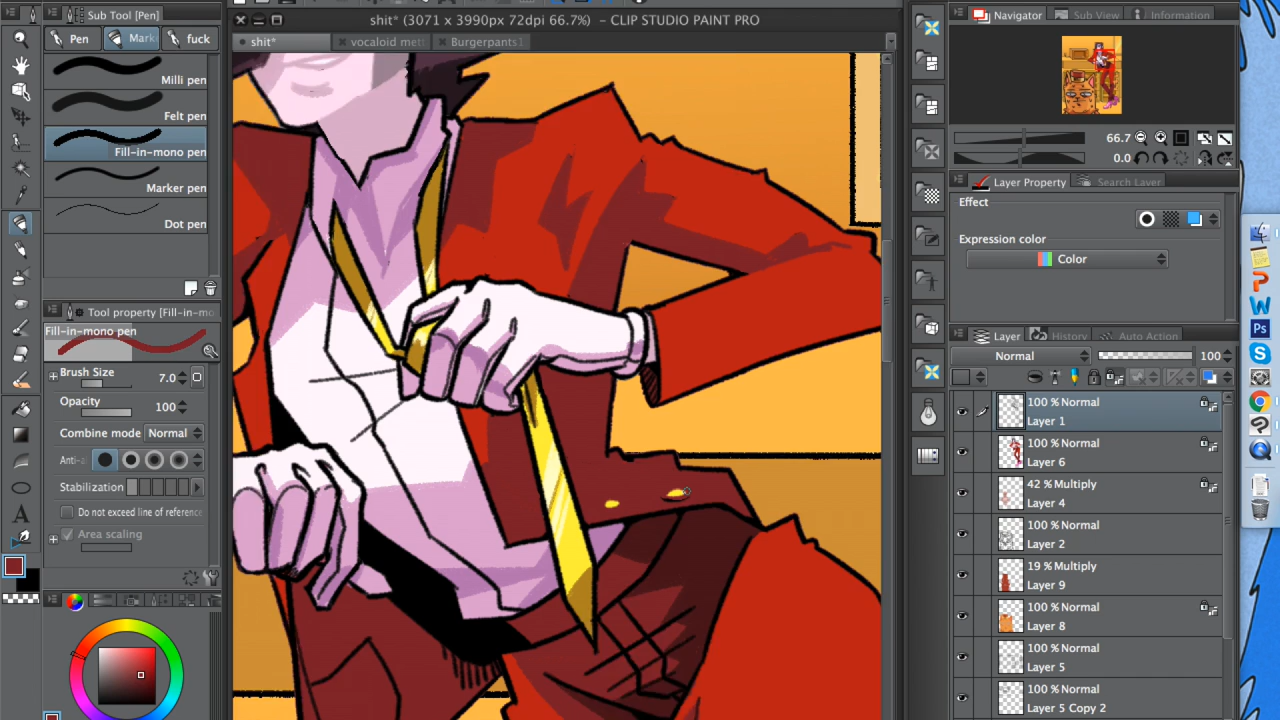 Sub Tool [Pen]
Pen
Mark
fuck
Milli pen
Felt pen
Fill-in-mono pen
Marker pen
Dot pen
Tool property [Fill-in-mo
Fill-in-mono pen
Brush Size
7.0
Opacity
100
Combine mode
Normal
Anti-a
Stabilization
Do not exceed line of reference
Area scaling
shit* (3071 x 3990px 72dpi 66.7%) - CLIP STUDIO PAINT PRO
shit*
vocaloid met
Burgerpants1
Navigator
Sub View
Information
66.7
0.0
Layer Property
Search Layer
Effect
Expression color
Color
Layer
History
Auto Action
Normal
100
100 % Normal
Layer 1
100 % Normal
Layer 6
42 % Multiply
Layer 4
100 % Normal
Layer 2
19 % Multiply
Layer 9
100 % Normal
Layer 8
100 % Normal
Layer 5
100 % Normal
Layer 5 Copy 2
Ps